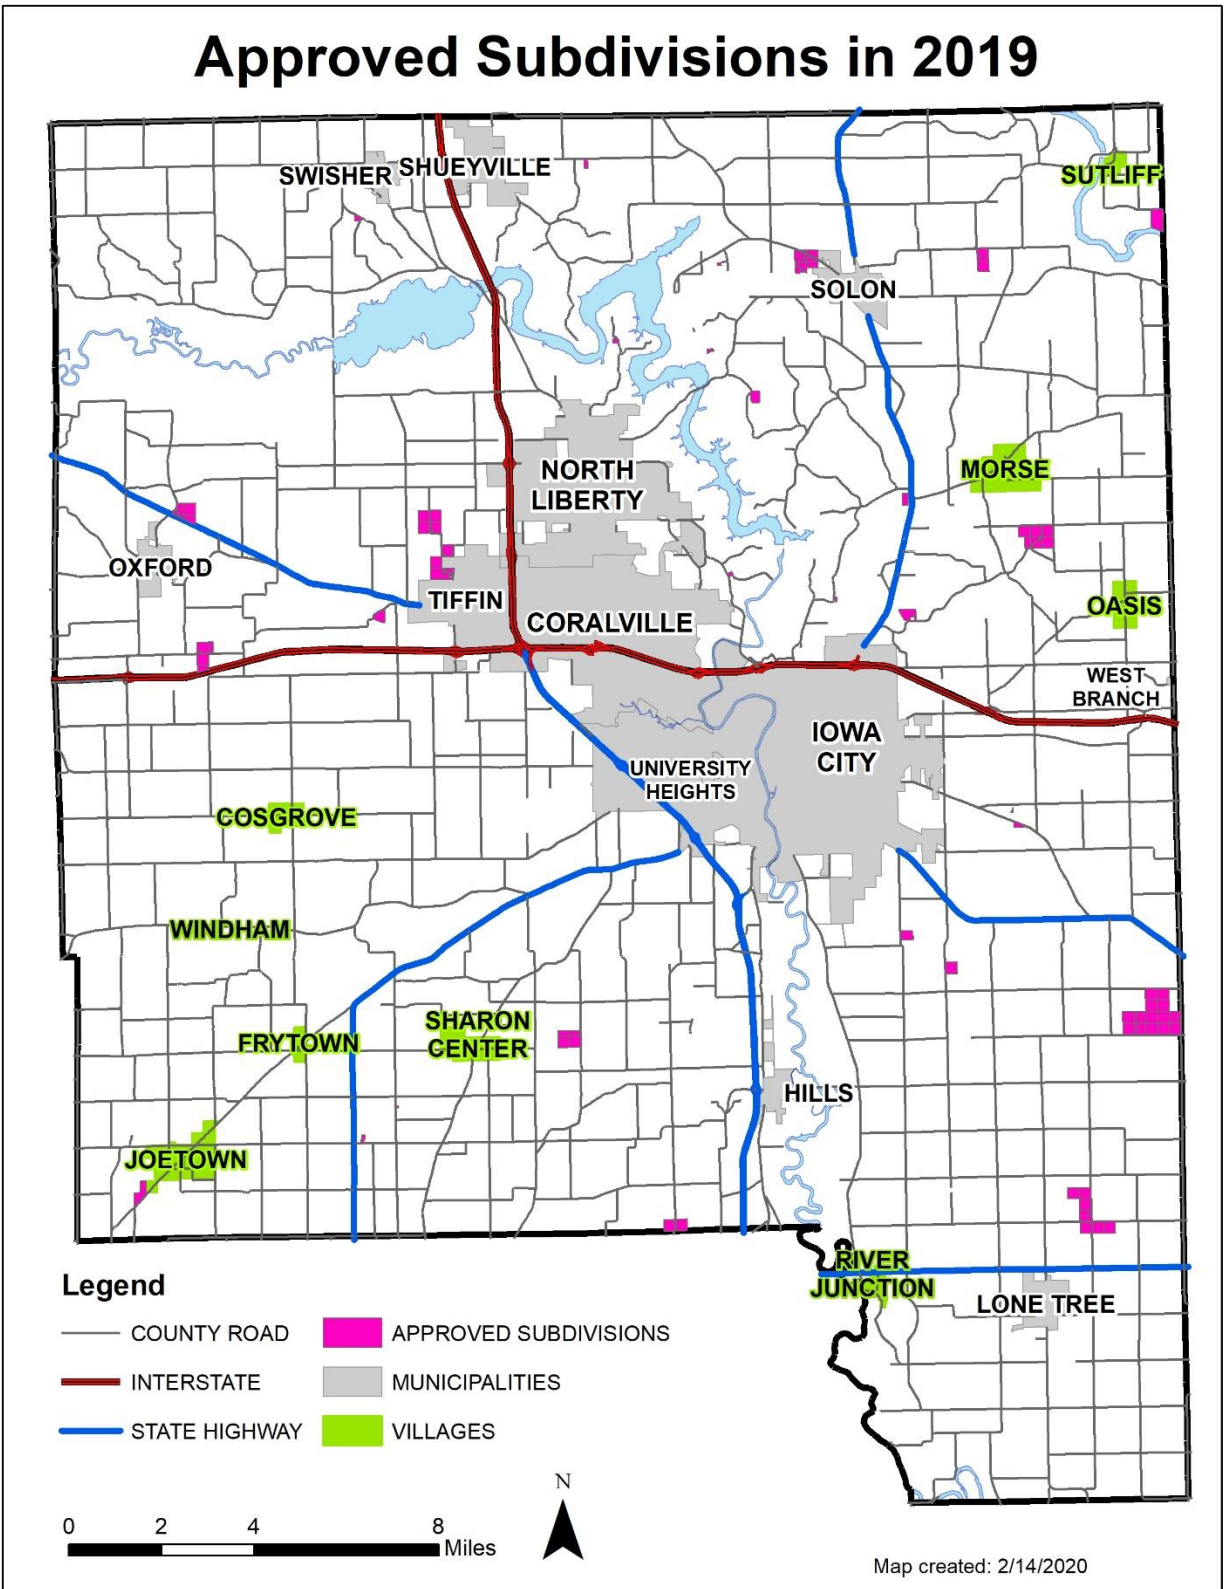 Approved Subdivisions in 2019
SWISHER
SHUEYVILLE
SUTLIFF
SOLON
NORTH
LIBERTY
MORSE
OXFORD
TIFFIN
CORALVILLE
OASIS
WEST
BRANCH
IOWA
CITY
UNIVERSITY
HEIGHTS
COSGROVE
WINDHAM
SHARON
CENTER
FRYTOWN
HILLS
JOETOWN
RIVER
JUNCTION
LONE TREE
Legend
COUNTY ROAD
APPROVED SUBDIVISIONS
INTERSTATE
MUNICIPALITIES
STATE HIGHWAY
VILLAGES
N
0 2 4 8
Miles
Map created: 2/14/2020